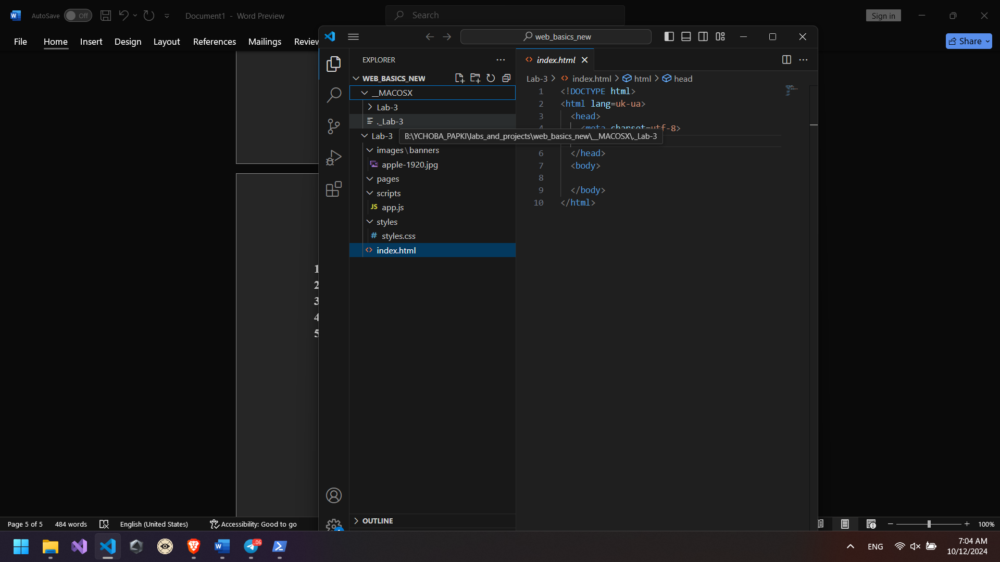 AutoSave Off Document1 - Word Preview Search Sign in
File Home Insert Design Layout References Mailings Review Share
web_basics_new
EXPLORER
WEB_BASICS_NEW
__MACOSX
Lab-3
._Lab-3
Lab-3
B:\YCHOBA_PAPKI\labs_and_projects\web_basics_new\__MACOSX\._Lab-3
images\banners
apple-1920.jpg
pages
scripts
JS app.js
styles
# styles.css
<> index.html
OUTLINE
<> index.html
Lab-3 > <> index.html > html > head
1 <!DOCTYPE html>
2 <html lang=uk-ua>
3 <head>
4 <meta charset=utf-8>
6 </head>
7 <body>
8
9 </body>
10 </html>
1
2
3
4
5
Page 5 of 5 484 words English (United States) Accessibility: Good to go 100%
ENG 7:04 AM
10/12/2024